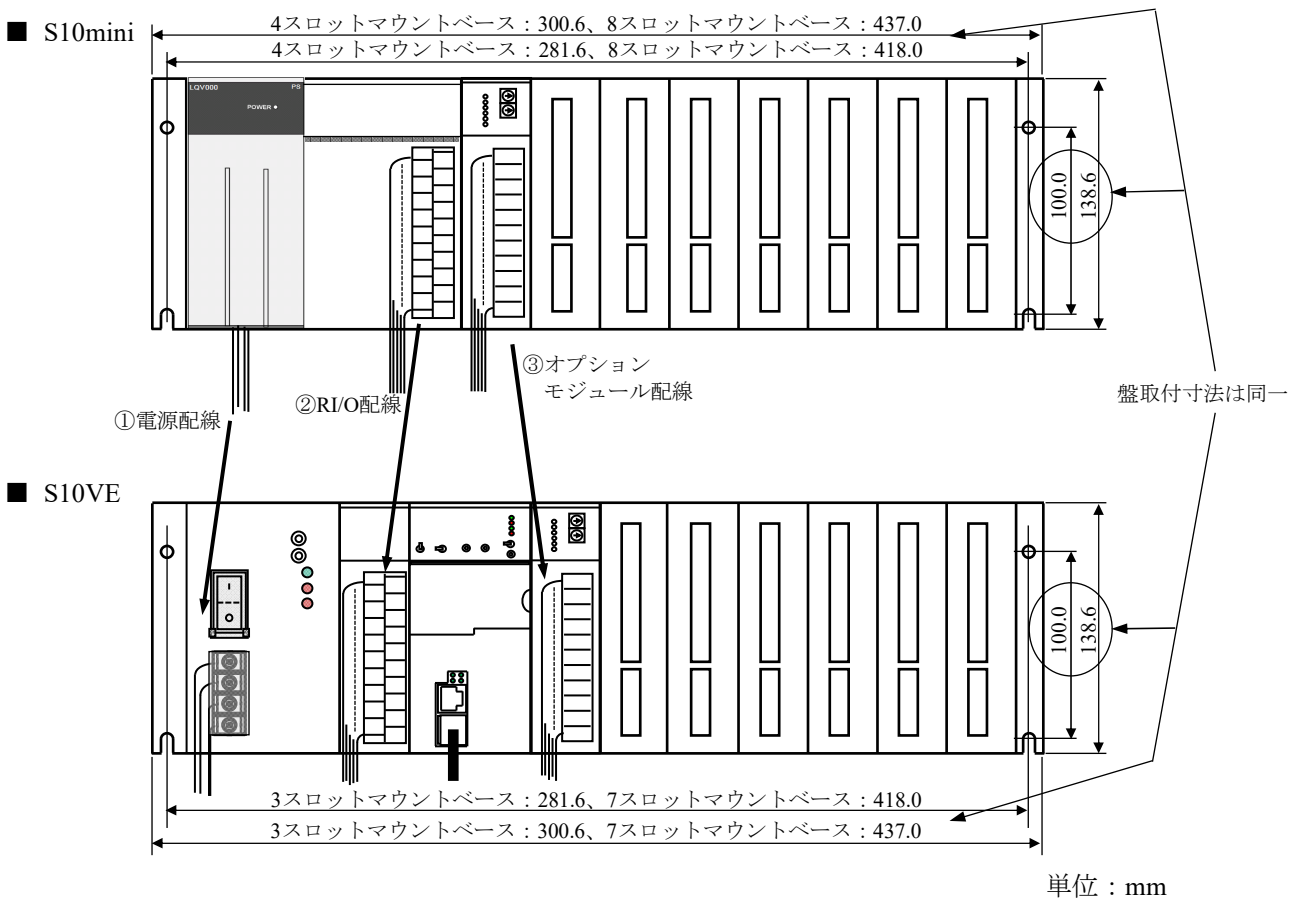 4スロットマウントベース：300.6、8スロットマウントベース：437.0
■ S10mini
4スロットマウントベース：281.6、8スロットマウントベース：418.0
LQV000 PS
POWER
100.0
138.6
③オプション
モジュール配線
②RI/O配線
①電源配線
盤取付寸法は同一
■ S10VE
100.0
138.6
3スロットマウントベース：281.6、7スロットマウントベース：418.0
3スロットマウントベース：300.6、7スロットマウントベース：437.0
単位：mm